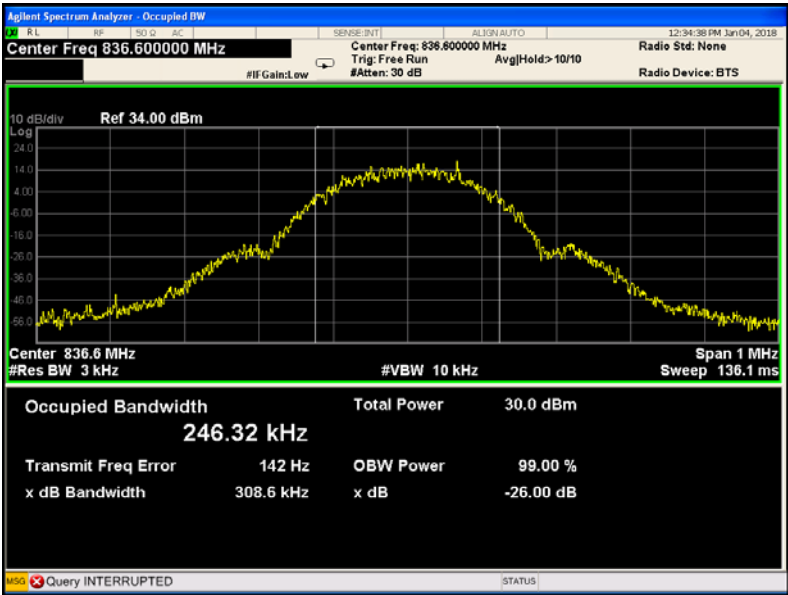 Agilent Spectrum Analyzer - Occupied BW
LXI RL RF 50 Ω AC SENSE:INT ALIGN AUTO 12:34:38 PM Jan 04, 2018
Center Freq 836.600000 MHz Center Freq: 836.600000 MHz Radio Std: None
Trig: Free Run Avg|Hold:> 10/10
#IFGain:Low #Atten: 30 dB Radio Device: BTS
10 dB/div Ref 34.00 dBm
Log
24.0
14.0
4.00
-6.00
-16.0
-26.0
-36.0
-46.0
-56.0
Center 836.6 MHz Span 1 MHz
#Res BW 3 kHz #VBW 10 kHz Sweep 136.1 ms
Occupied Bandwidth Total Power 30.0 dBm
246.32 kHz
Transmit Freq Error 142 Hz OBW Power 99.00 %
x dB Bandwidth 308.6 kHz x dB -26.00 dB
MSG Query INTERRUPTED STATUS